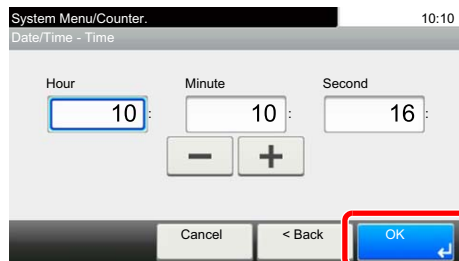 System Menu/Counter. 10:10
Date/Time - Time
Hour Minute Second
10 : 10 : 16 :
− +
Cancel < Back OK